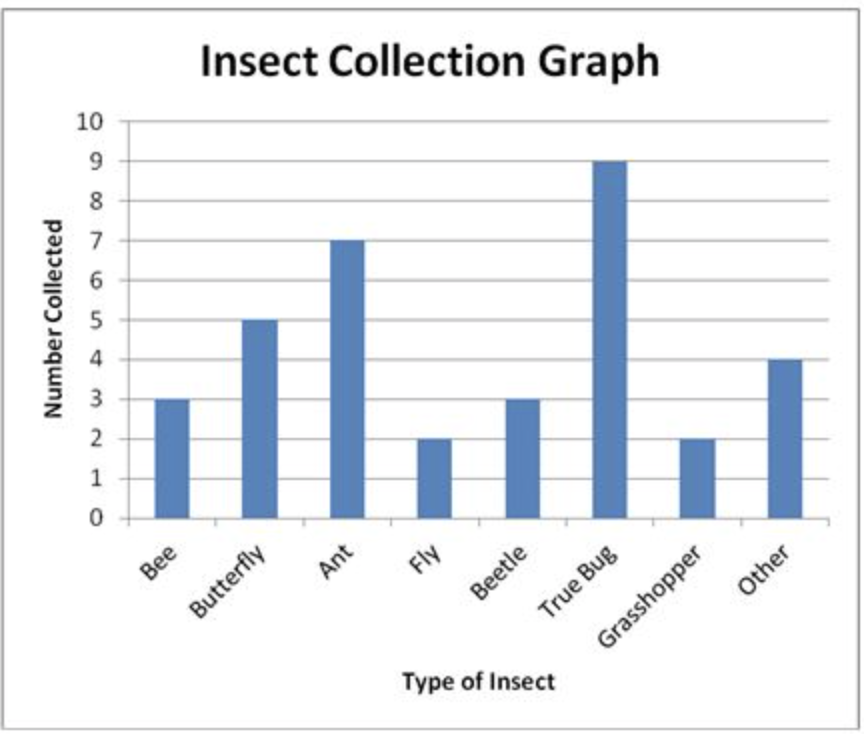 Insect Collection Graph
10
9
8
7
6
5
4
3
2
1
0
Number Collected
Bee
Butterfly
Ant
Fly
Beetle
True Bug
Grasshopper
Other
Type of Insect